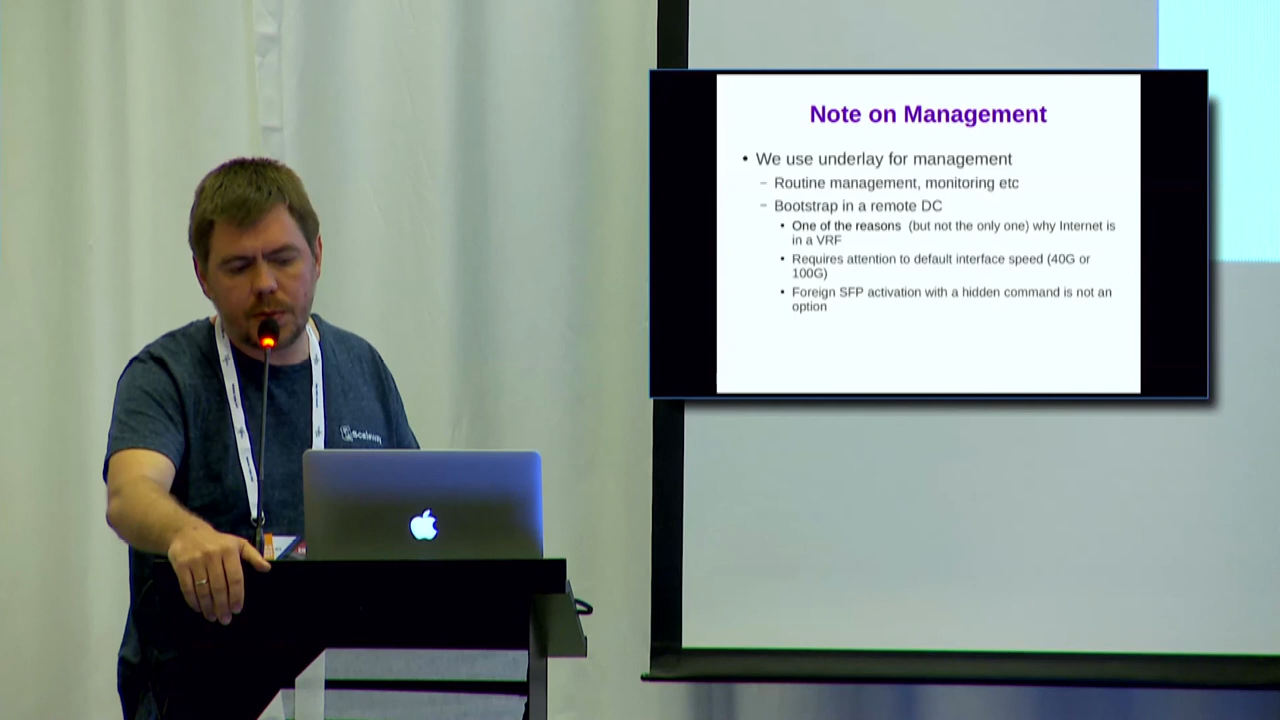 Note on Management
• We use underlay for management
– Routine management, monitoring etc
– Bootstrap in a remote DC
• One of the reasons (but not the only one) why Internet is
in a VRF
• Requires attention to default interface speed (40G or
100G)
• Foreign SFP activation with a hidden command is not an
option
Scaleway